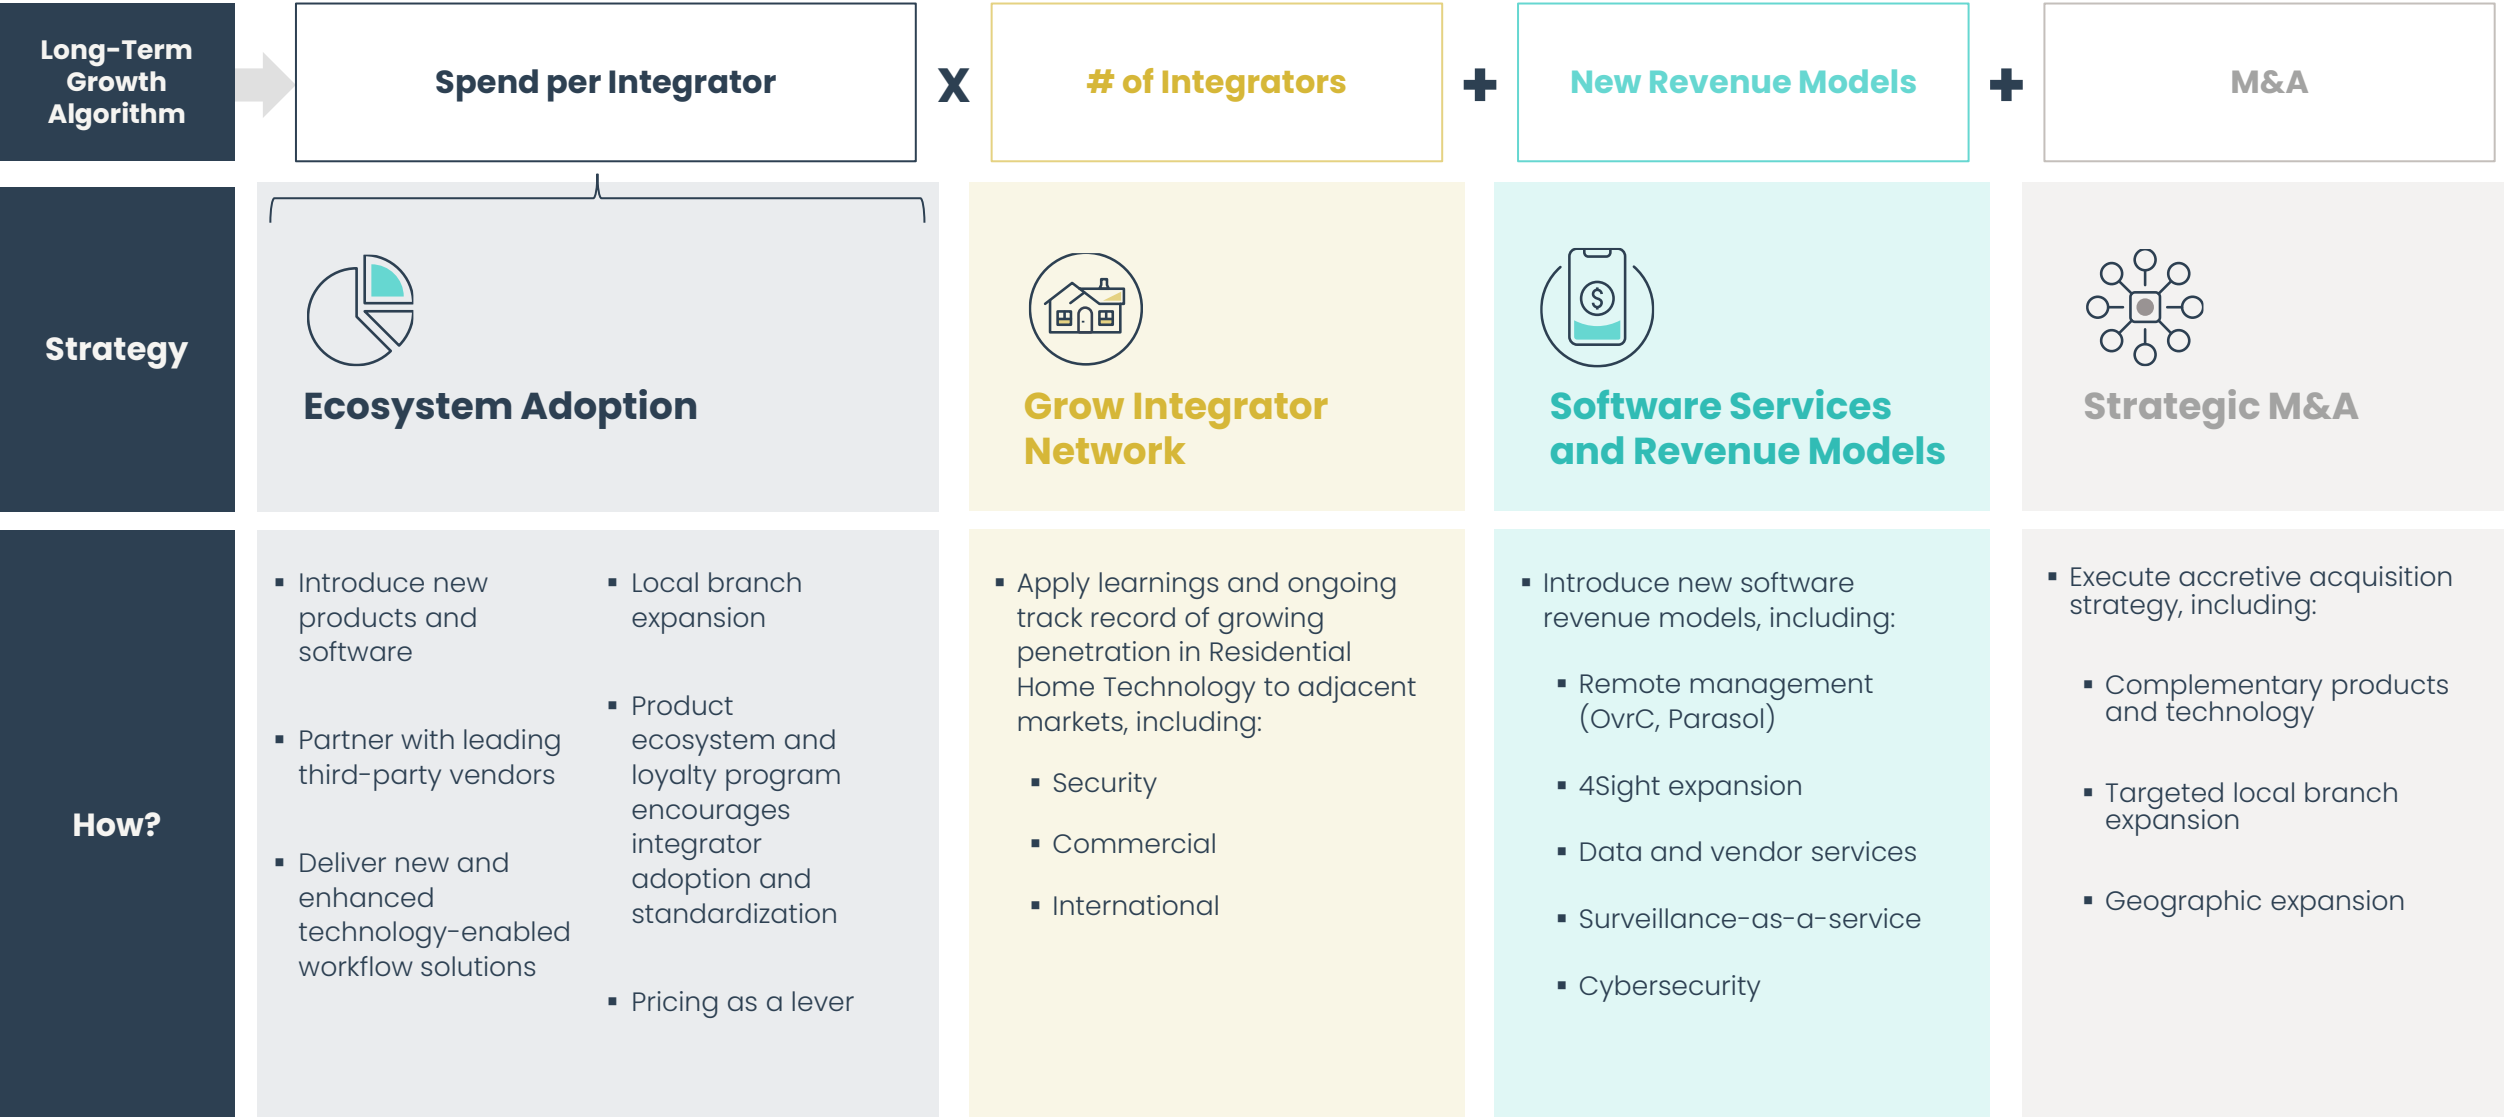 Long-Term
Growth
Algorithm
Spend per Integrator
X
# of Integrators
+
New Revenue Models
+
M&A
Strategy
Ecosystem Adoption
Grow Integrator
Network
Software Services
and Revenue Models
Strategic M&A
How?
▪ Introduce new
products and
software
▪ Partner with leading
third-party vendors
▪ Deliver new and
enhanced
technology-enabled
workflow solutions
▪ Local branch
expansion
▪ Product
ecosystem and
loyalty program
encourages
integrator
adoption and
standardization
▪ Pricing as a lever
▪ Apply learnings and ongoing
track record of growing
penetration in Residential
Home Technology to adjacent
markets, including:
▪ Security
▪ Commercial
▪ International
▪ Introduce new software
revenue models, including:
▪ Remote management
(OvrC, Parasol)
▪ 4Sight expansion
▪ Data and vendor services
▪ Surveillance-as-a-service
▪ Cybersecurity
▪ Execute accretive acquisition
strategy, including:
▪ Complementary products
and technology
▪ Targeted local branch
expansion
▪ Geographic expansion